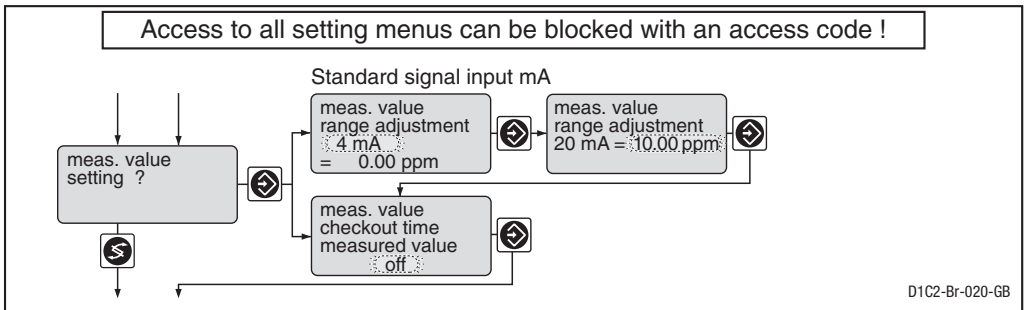 Access to all setting menus can be blocked with an access code !
Standard signal input mA
meas. value
range adjustment
4 mA
= 0.00 ppm
meas. value
range adjustment
20 mA = 10.00 ppm
meas. value
setting ?
meas. value
checkout time
measured value
off
D1C2-Br-020-GB